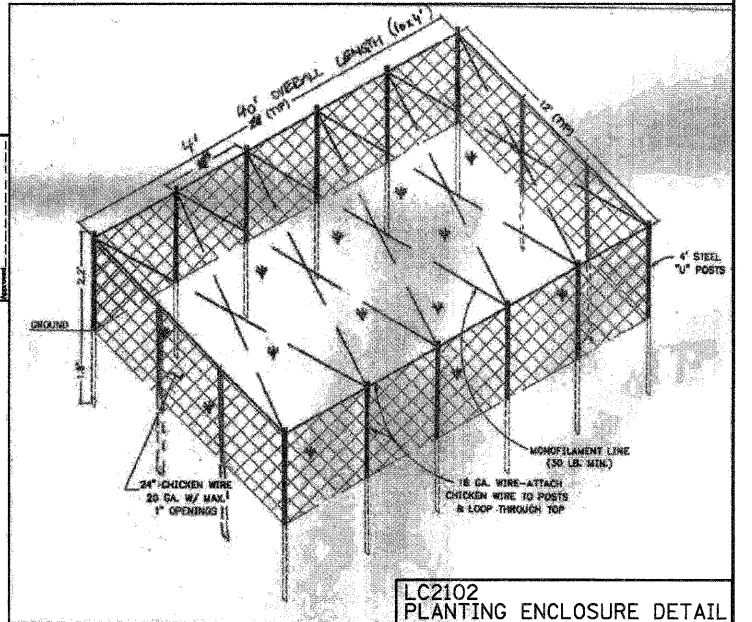 40' OVERALL LENGTH (10x4')
(TYP)
4'
12' (TYP)
2.2'
1.8'
GROUND
4' STEEL
"U" POSTS
24" CHICKEN WIRE
20 GA. W/ MAX.
1" OPENINGS
MONOFILAMENT LINE
(30 LB. MIN.)
18 GA. WIRE-ATTACH
CHICKEN WIRE TO POSTS
& LOOP THROUGH TOP
LC2102
PLANTING ENCLOSURE DETAIL